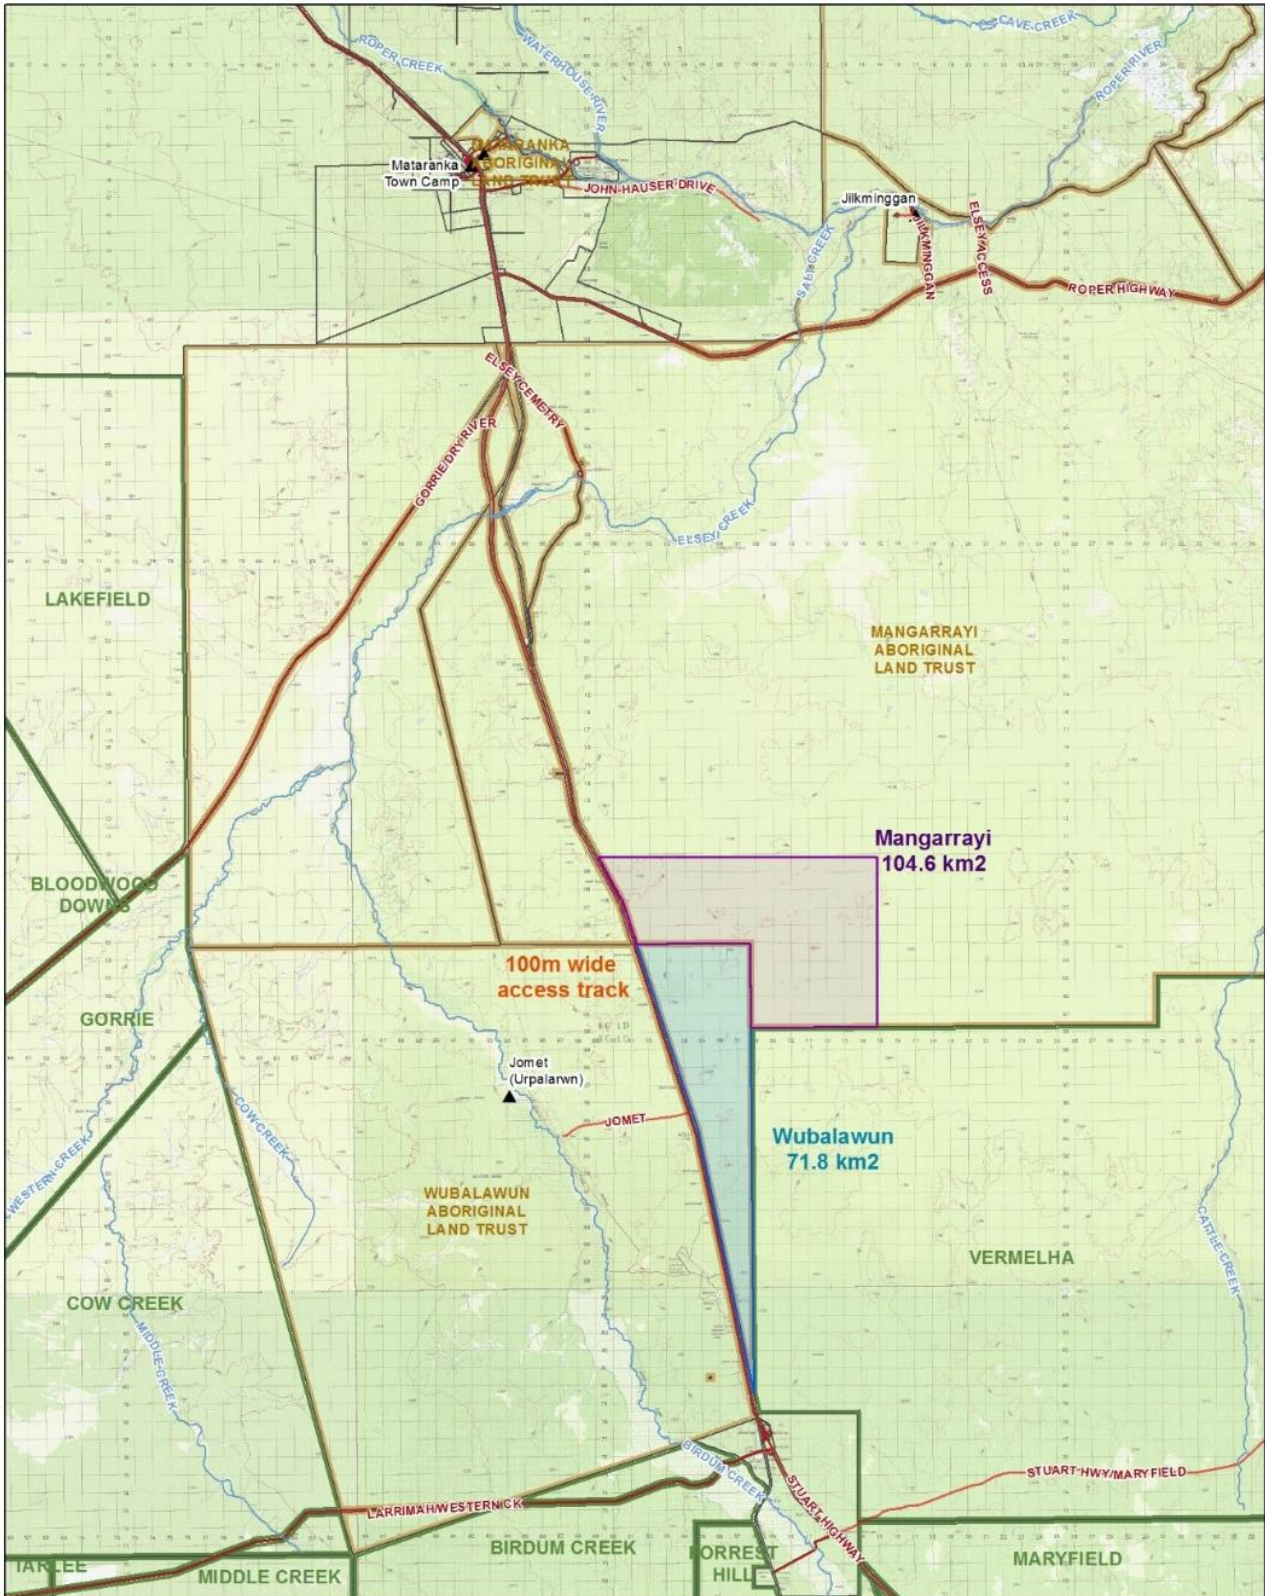 CAVE CREEK
ROPER CREEK
WATERHOUSE RIVER
ROPER RIVER
MATARANKA
ABORIGINAL
LAND TRUST
Mataranka
Town Camp
JOHN HAUSER DRIVE
Jilkminggan
JILKMINGGAN
ELSEY ACCESS
SALT CREEK
ROPER HIGHWAY
ELSEY CEMETRY
GORRIE/DRY RIVER
ELSEY CREEK
LAKEFIELD
MANGARRAYI
ABORIGINAL
LAND TRUST
Mangarrayi
104.6 km2
BLOODWOOD
DOWNS
100m wide
access track
GORRIE
Jomet
(Urpalarwn)
JOMET
COW CREEK
WESTERN CREEK
Wubalawun
71.8 km2
WUBALAWUN
ABORIGINAL
LAND TRUST
CATTLE CREEK
VERMELHA
COW CREEK
MIDDLE CREEK
BIRDUM CREEK
STUART HWY/MARYFIELD
LARRIMAH/WESTERN CK
STUART HIGHWAY
BIRDUM CREEK
FORREST
HILL
MARYFIELD
TARLEE
MIDDLE CREEK